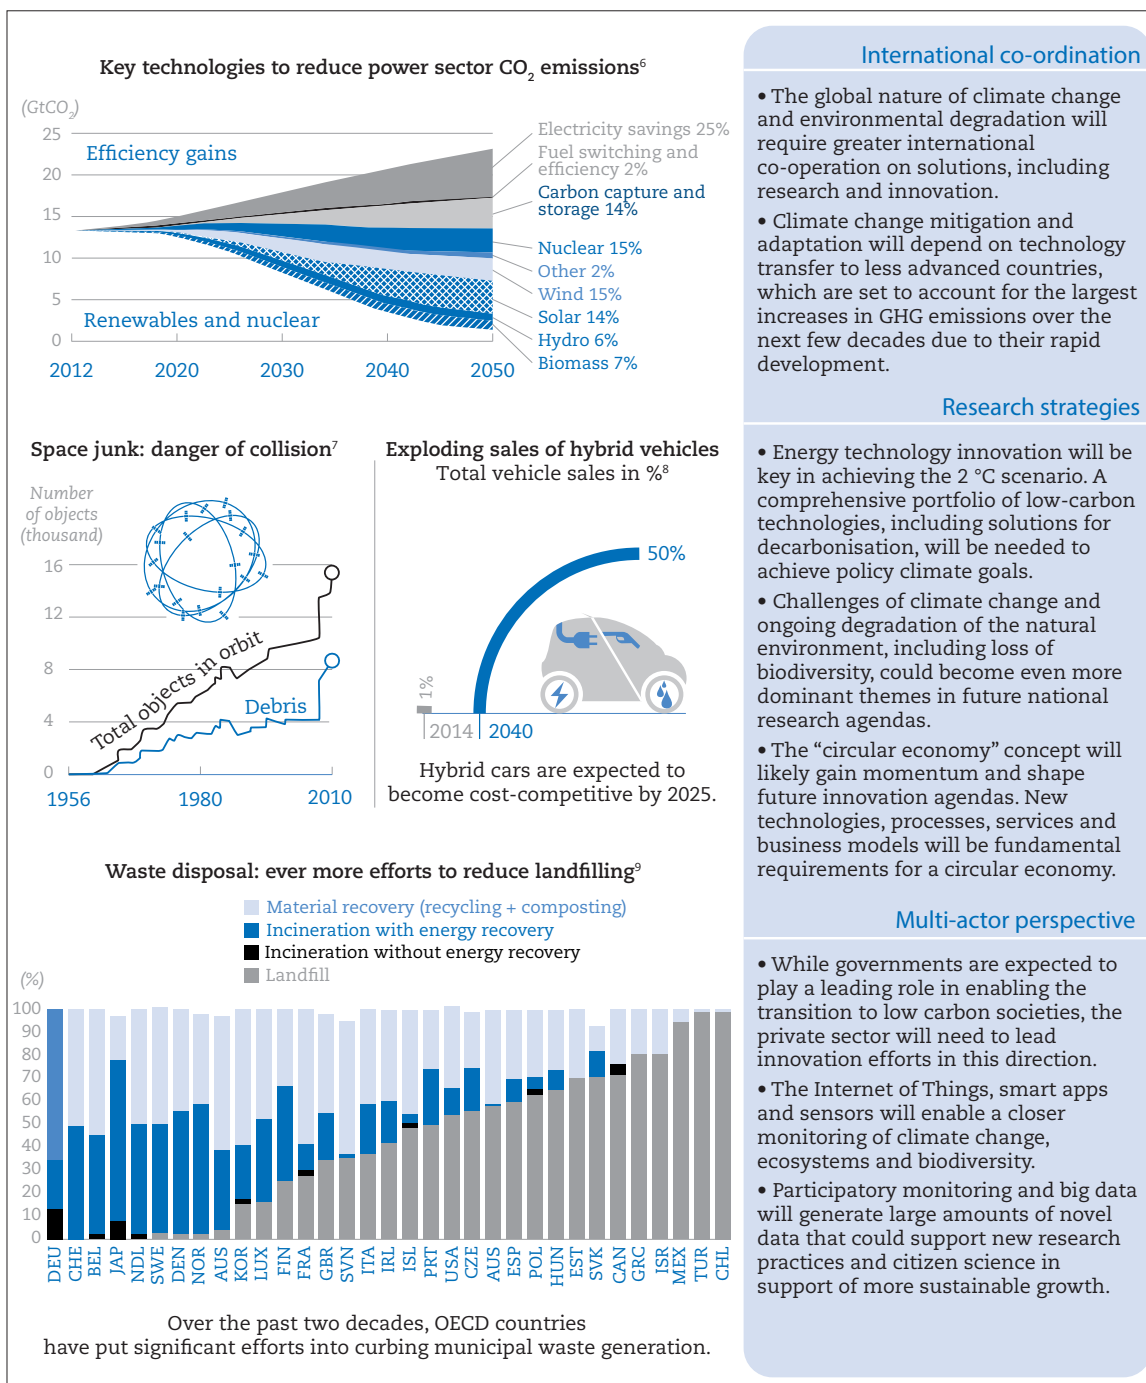 Key technologies to reduce power sector CO2 emissions6
(GtCO2)
25
20
15
10
5
0
Efficiency gains
Renewables and nuclear
2012
2020
2030
2040
2050
Electricity savings 25%
Fuel switching and
efficiency 2%
Carbon capture and
storage 14%
Nuclear 15%
Other 2%
Wind 15%
Solar 14%
Hydro 6%
Biomass 7%
Space junk: danger of collision7
Number
of objects
(thousand)
16
12
8
4
0
Total objects in orbit
Debris
1956
1980
2010
Exploding sales of hybrid vehicles
Total vehicle sales in %8
50%
1%
2014
2040
Hybrid cars are expected to
become cost-competitive by 2025.
Waste disposal: ever more efforts to reduce landfilling9
Material recovery (recycling + composting)
Incineration with energy recovery
Incineration without energy recovery
Landfill
(%)
100
90
80
70
60
50
40
30
20
10
0
DEU
CHE
BEL
JAP
NDL
SWE
DEN
NOR
AUS
KOR
LUX
FIN
FRA
GBR
SVN
ITA
IRL
ISL
PRT
USA
CZE
AUS
ESP
POL
HUN
EST
SVK
CAN
GRC
ISR
MEX
TUR
CHL
Over the past two decades, OECD countries
have put significant efforts into curbing municipal waste generation.
International co-ordination
• The global nature of climate change
and environmental degradation will
require greater international
co-operation on solutions, including
research and innovation.
• Climate change mitigation and
adaptation will depend on technology
transfer to less advanced countries,
which are set to account for the largest
increases in GHG emissions over the
next few decades due to their rapid
development.
Research strategies
• Energy technology innovation will be
key in achieving the 2 °C scenario. A
comprehensive portfolio of low-carbon
technologies, including solutions for
decarbonisation, will be needed to
achieve policy climate goals.
• Challenges of climate change and
ongoing degradation of the natural
environment, including loss of
biodiversity, could become even more
dominant themes in future national
research agendas.
• The “circular economy” concept will
likely gain momentum and shape
future innovation agendas. New
technologies, processes, services and
business models will be fundamental
requirements for a circular economy.
Multi-actor perspective
• While governments are expected to
play a leading role in enabling the
transition to low carbon societies, the
private sector will need to lead
innovation efforts in this direction.
• The Internet of Things, smart apps
and sensors will enable a closer
monitoring of climate change,
ecosystems and biodiversity.
• Participatory monitoring and big data
will generate large amounts of novel
data that could support new research
practices and citizen science in
support of more sustainable growth.